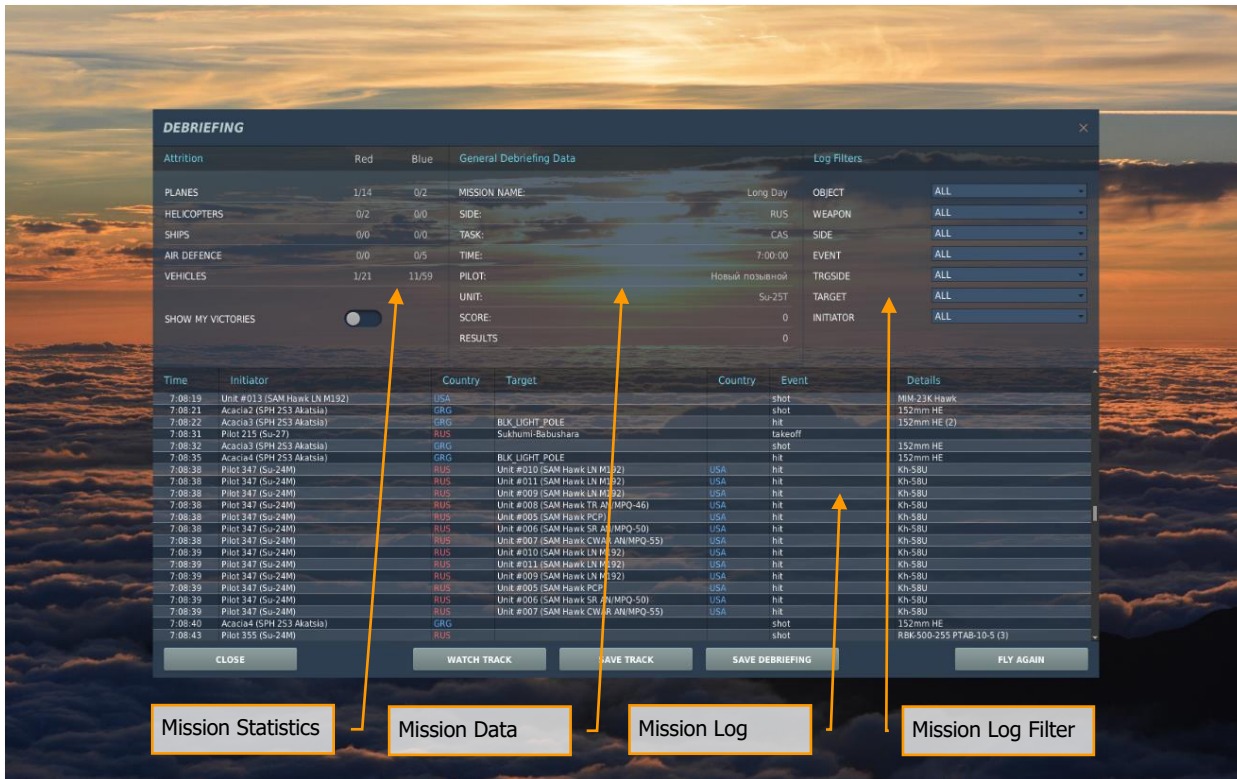 DEBRIEFING ×
Attrition Red Blue General Debriefing Data Log Filters
PLANES 1/14 0/2 MISSION NAME: Long Day OBJECT ALL
HELICOPTERS 0/2 0/0 SIDE: RUS WEAPON ALL
SHIPS 0/0 0/0 TASK: CAS SIDE ALL
AIR DEFENCE 0/0 0/5 TIME: 7:00:00 EVENT ALL
VEHICLES 1/21 11/59 PILOT: Новый позывной TRGSIDE ALL
UNIT: Su-25T TARGET ALL
SHOW MY VICTORIES SCORE: 0 INITIATOR ALL
RESULTS 0
Time Initiator Country Target Country Event Details
7:08:19 Unit #013 (SAM Hawk LN M192) USA shot MIM-23K Hawk
7:08:21 Acacia2 (SPH 2S3 Akatsia) GRG shot 152mm HE
7:08:22 Acacia3 (SPH 2S3 Akatsia) GRG BLK_LIGHT_POLE hit 152mm HE (2)
7:08:31 Pilot 215 (Su-27) RUS Sukhumi-Babushara takeoff
7:08:32 Acacia3 (SPH 2S3 Akatsia) GRG shot 152mm HE
7:08:35 Acacia4 (SPH 2S3 Akatsia) GRG BLK_LIGHT_POLE hit 152mm HE
7:08:38 Pilot 347 (Su-24M) RUS Unit #010 (SAM Hawk LN M192) USA hit Kh-58U
7:08:38 Pilot 347 (Su-24M) RUS Unit #011 (SAM Hawk LN M192) USA hit Kh-58U
7:08:38 Pilot 347 (Su-24M) RUS Unit #009 (SAM Hawk LN M192) USA hit Kh-58U
7:08:38 Pilot 347 (Su-24M) RUS Unit #008 (SAM Hawk TR AN/MPQ-46) USA hit Kh-58U
7:08:38 Pilot 347 (Su-24M) RUS Unit #005 (SAM Hawk PCP) USA hit Kh-58U
7:08:38 Pilot 347 (Su-24M) RUS Unit #006 (SAM Hawk SR AN/MPQ-50) USA hit Kh-58U
7:08:38 Pilot 347 (Su-24M) RUS Unit #007 (SAM Hawk CWAR AN/MPQ-55) USA hit Kh-58U
7:08:39 Pilot 347 (Su-24M) RUS Unit #010 (SAM Hawk LN M192) USA hit Kh-58U
7:08:39 Pilot 347 (Su-24M) RUS Unit #011 (SAM Hawk LN M192) USA hit Kh-58U
7:08:39 Pilot 347 (Su-24M) RUS Unit #009 (SAM Hawk LN M192) USA hit Kh-58U
7:08:39 Pilot 347 (Su-24M) RUS Unit #005 (SAM Hawk PCP) USA hit Kh-58U
7:08:39 Pilot 347 (Su-24M) RUS Unit #006 (SAM Hawk SR AN/MPQ-50) USA hit Kh-58U
7:08:39 Pilot 347 (Su-24M) RUS Unit #007 (SAM Hawk CWAR AN/MPQ-55) USA hit Kh-58U
7:08:40 Acacia4 (SPH 2S3 Akatsia) GRG shot 152mm HE
7:08:43 Pilot 355 (Su-24M) RUS shot RBK-500-255 PTAB-10-5 (3)
CLOSE WATCH TRACK SAVE TRACK SAVE DEBRIEFING FLY AGAIN
Mission Statistics Mission Data Mission Log Mission Log Filter